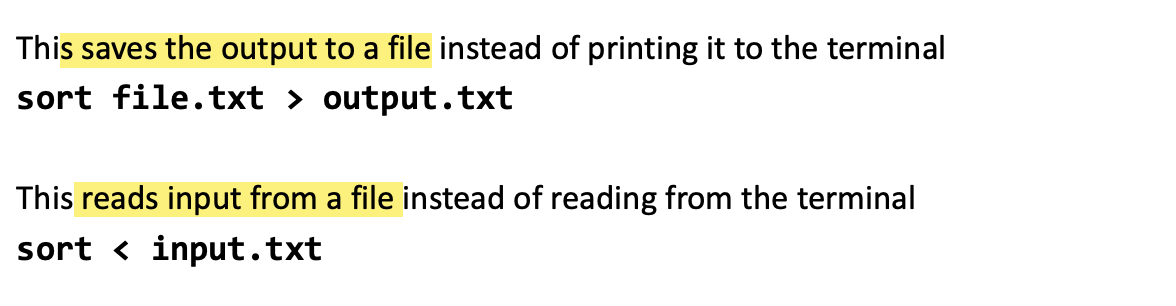 This saves the output to a file instead of printing it to the terminal
sort file.txt > output.txt
This reads input from a file instead of reading from the terminal
sort < input.txt